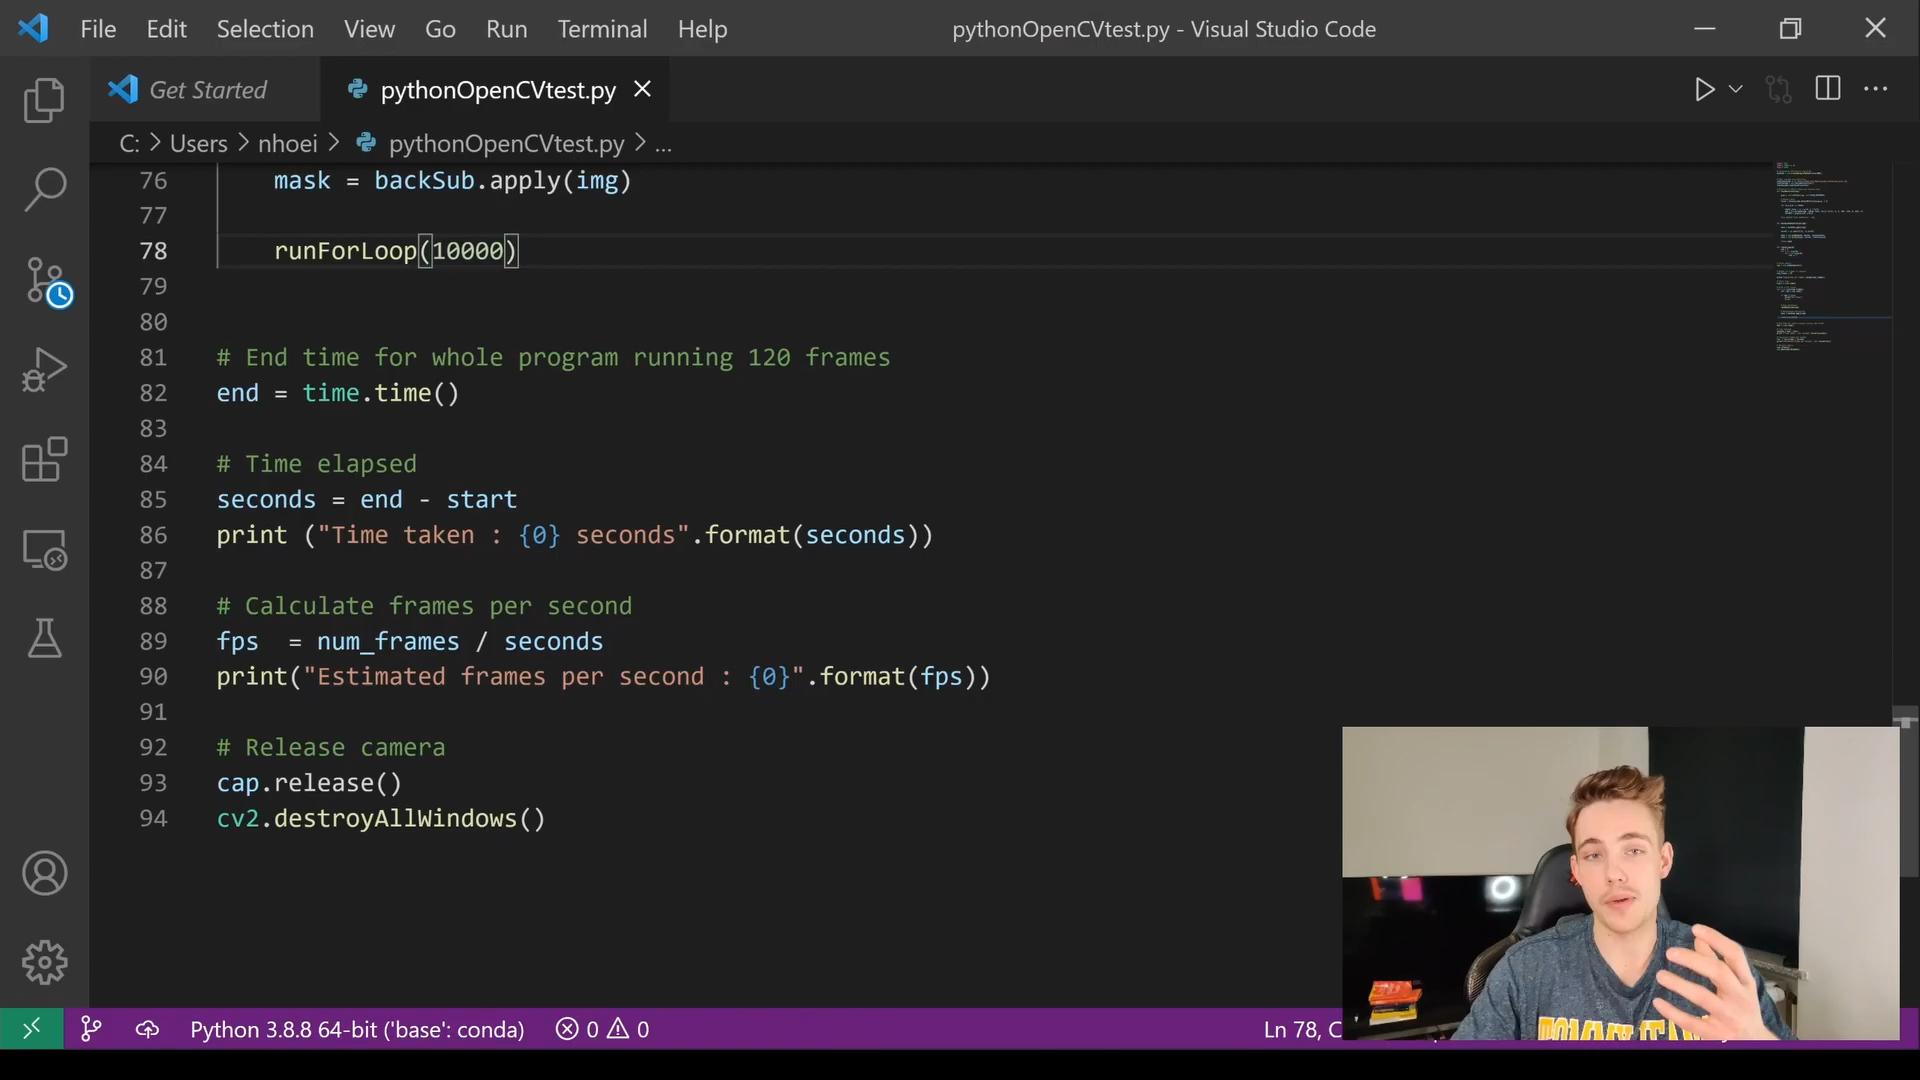 File Edit Selection View Go Run Terminal Help pythonOpenCVtest.py - Visual Studio Code
Get Started pythonOpenCVtest.py
C: > Users > nhoei > pythonOpenCVtest.py > ...
76 mask = backSub.apply(img)
77
78 runForLoop(10000)
79
80
81 # End time for whole program running 120 frames
82 end = time.time()
83
84 # Time elapsed
85 seconds = end - start
86 print ("Time taken : {0} seconds".format(seconds))
87
88 # Calculate frames per second
89 fps  = num_frames / seconds
90 print("Estimated frames per second : {0}".format(fps))
91
92 # Release camera
93 cap.release()
94 cv2.destroyAllWindows()
Python 3.8.8 64-bit ('base': conda) 0 0 Ln 78, C